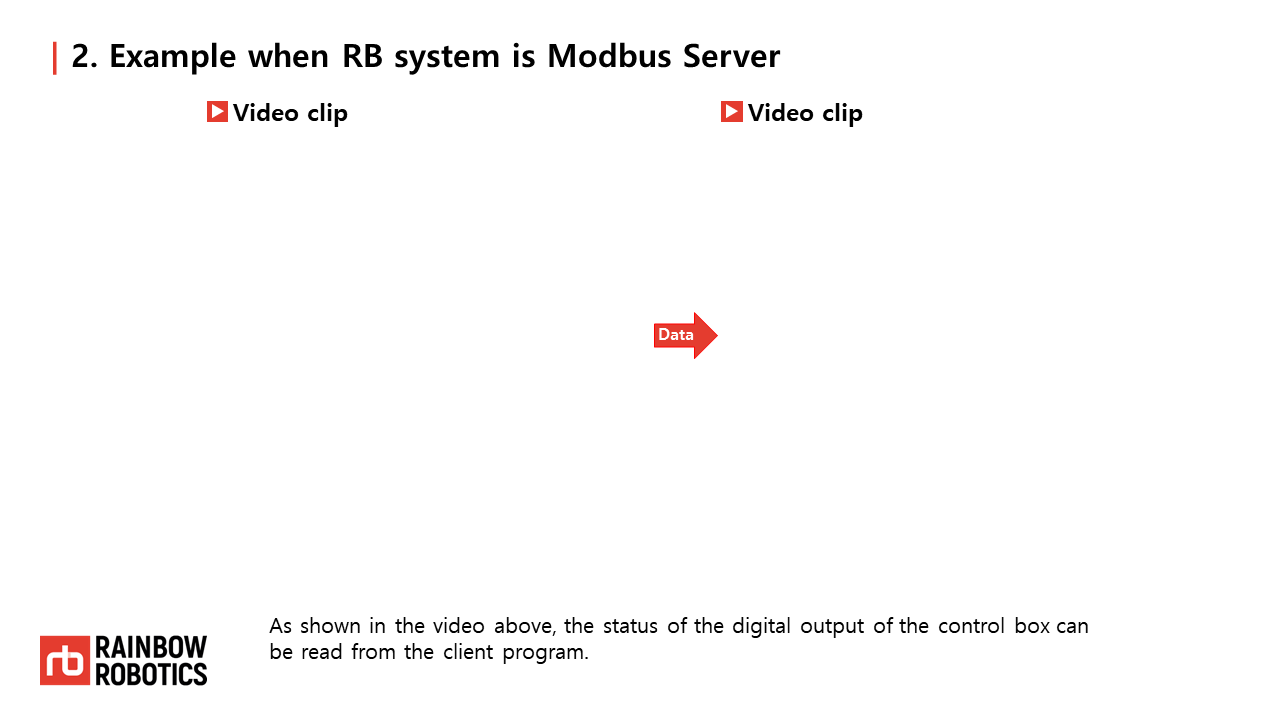 2. Example when RB system is Modbus Server
Video clip
Video clip
Data
As shown in the video above, the status of the digital output of the control box can
be read from the client program.
rb
RAINBOW
ROBOTICS